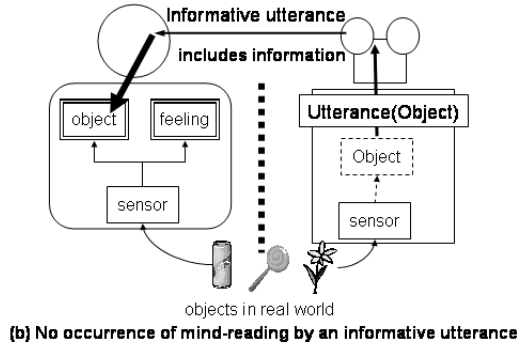 Informative utterance
includes information
object
feeling
Utterance(Object)
Object
sensor
sensor
objects in real world
(b) No occurrence of mind-reading by an informative utterance